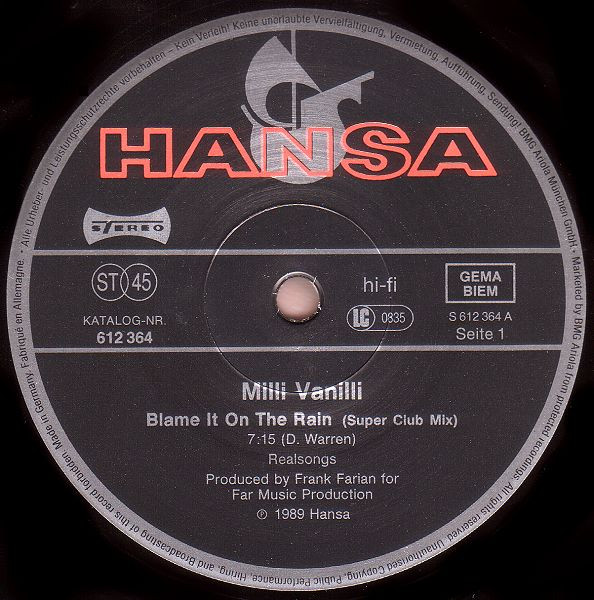 Alle Urheber- und Leistungsschutzrechte vorbehalten – Kein Verleih! Keine unerlaubte Vervielfältigung, Vermietung, Aufführung, Sendung! BMG Ariola München GmbH. • Marketed by BMG Ariola from protected recordings. All rights reserved. Unauthorised Copying, Public Performance, Hiring, and Broadcasting of this record forbidden. Made in Germany. Fabriqué en Allemagne. •
HANSA
STEREO
ST 45
hi-fi
GEMA
BIEM
KATALOG-NR.
612 364
LC 0835
S 612 364 A
Seite 1
Milli Vanilli
Blame It On The Rain (Super Club Mix)
7:15 (D. Warren)
Realsongs
Produced by Frank Farian for
Far Music Production
℗ 1989 Hansa